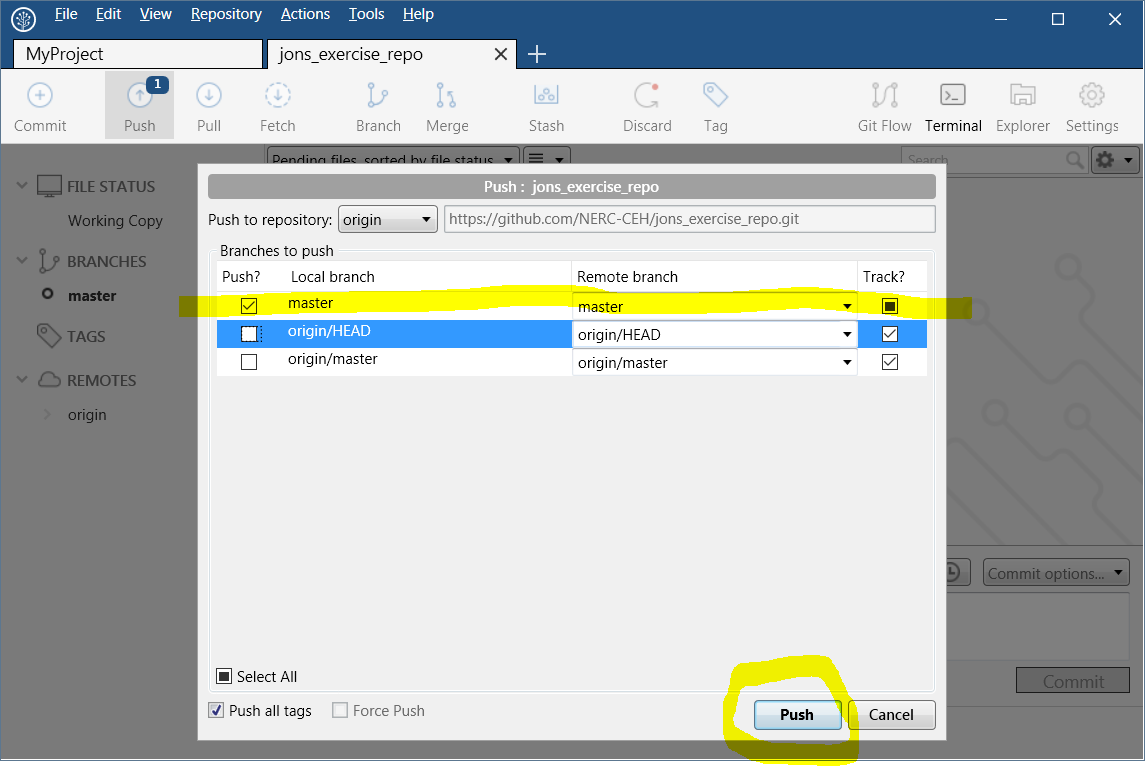 File Edit View Repository Actions Tools Help
MyProject
jons_exercise_repo
1
Commit Push Pull Fetch Branch Merge Stash Discard Tag Git Flow Terminal Explorer Settings
Pending files, sorted by file status
Search
FILE STATUS
Working Copy
BRANCHES
master
TAGS
REMOTES
origin
Push : jons_exercise_repo
Push to repository: origin https://github.com/NERC-CEH/jons_exercise_repo.git
Branches to push
Push? Local branch Remote branch Track?
master master
origin/HEAD origin/HEAD
origin/master origin/master
Select All
Push all tags Force Push
Push Cancel
Commit options...
Commit